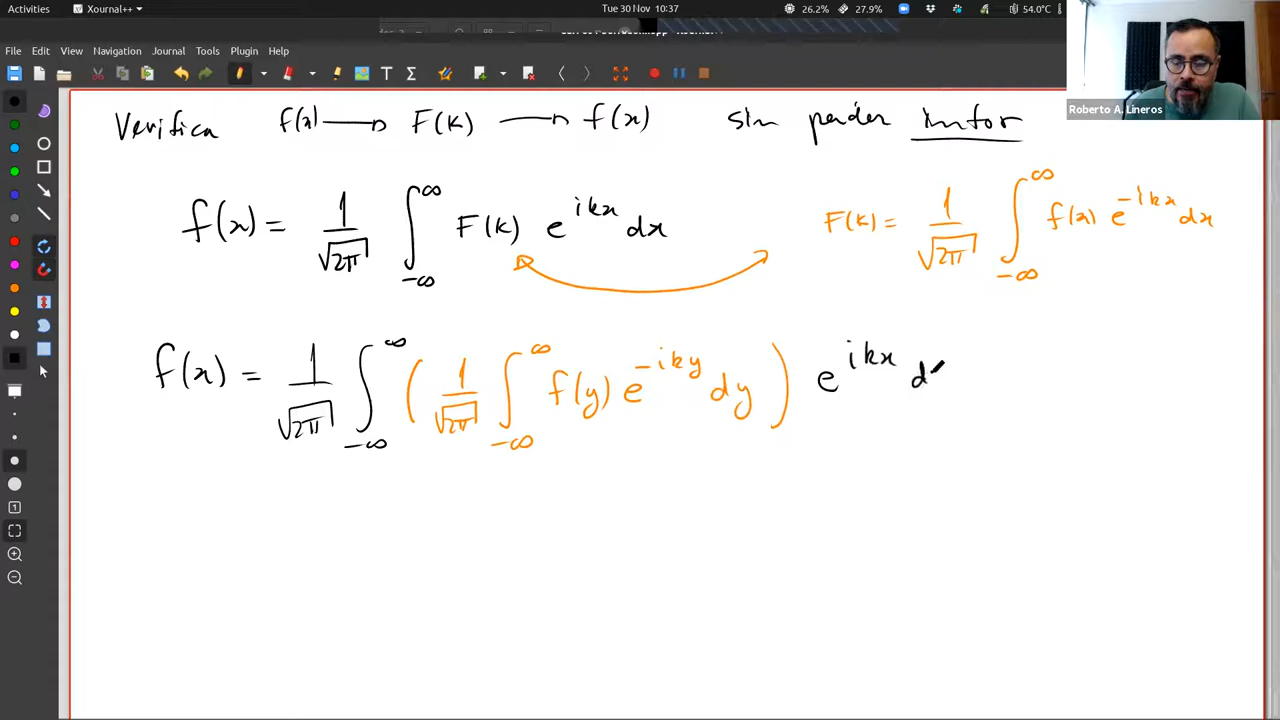 Activities Xournal++ Tue 30 Nov 10:37 26.2% 27.9% 54.0°C
File Edit View Navigation Journal Tools Plugin Help
Roberto A. Lineros
Verifica f(x) → F(k) → f(x) sin perder infor
f(x) = 1/√2π ∫_{-∞}^{∞} F(k) e^{ikx} dx F(k) = 1/√2π ∫_{-∞}^{∞} f(x) e^{-ikx} dx
f(x) = 1/√2π ∫_{-∞}^{∞} ( 1/√2π ∫_{-∞}^{∞} f(y) e^{-iky} dy ) e^{ikx} d